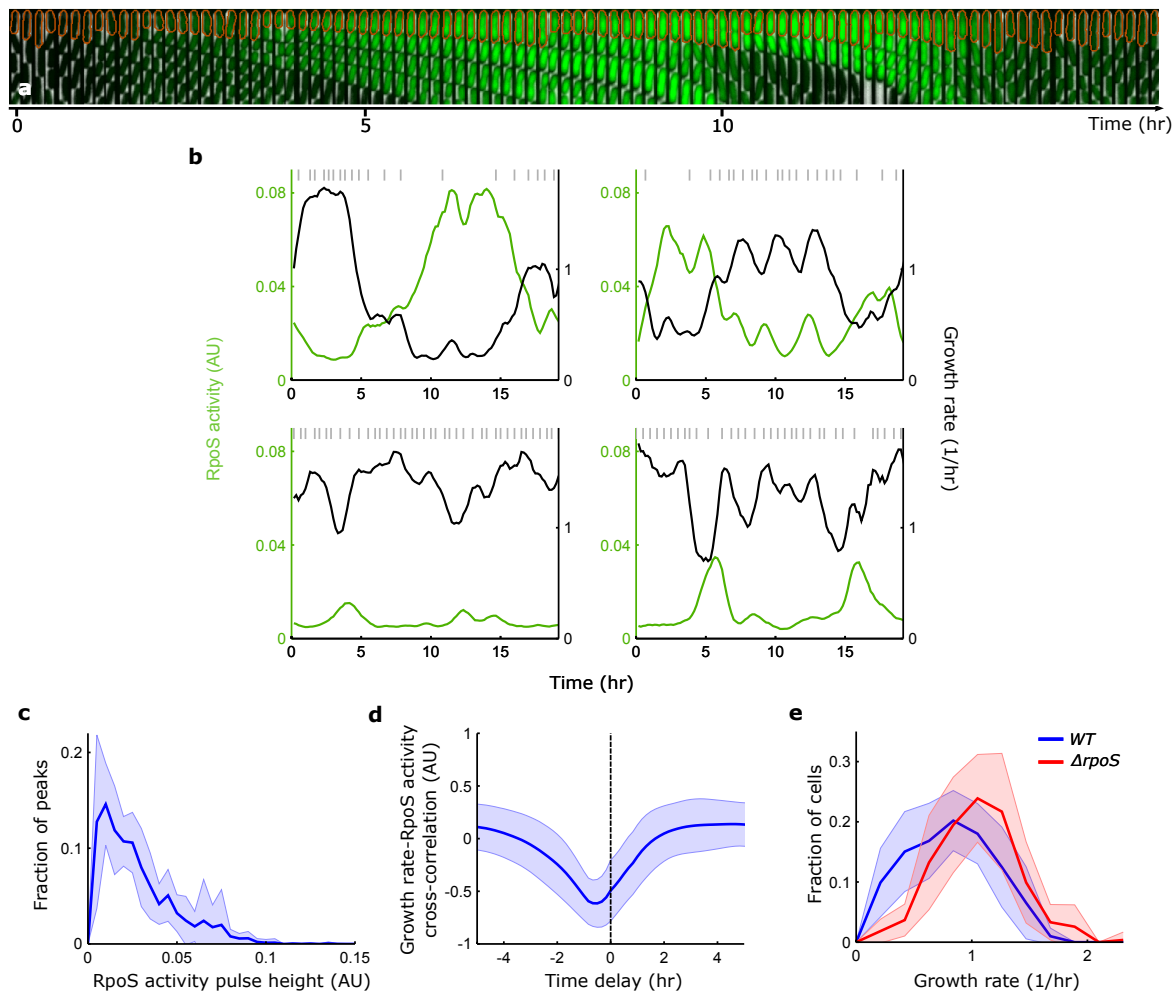 a
0 5 10 Time (hr)
b
0.08
0.04
0
1
0
0 5 10 15
0.08
0.04
0
1
0
0 5 10 15
RpoS activity (AU)
Growth rate (1/hr)
0.08
0.04
0
1
0
0 5 10 15
0.08
0.04
0
1
0
0 5 10 15
Time (hr)
c
Fraction of peaks
0.2
0.1
0
0 0.05 0.1 0.15
RpoS activity pulse height (AU)
d
Growth rate-RpoS activity
cross-correlation (AU)
1
0.5
0
-0.5
-1
-4 -2 0 2 4
Time delay (hr)
e
WT
ΔrpoS
Fraction of cells
0.3
0.2
0.1
0
0 1 2
Growth rate (1/hr)